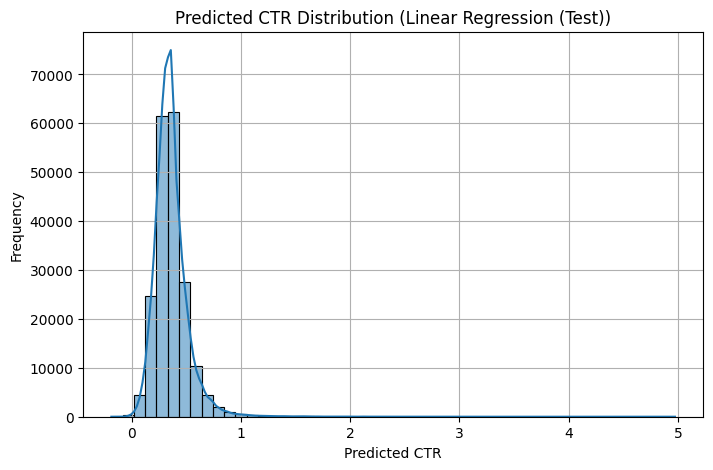 Predicted CTR Distribution (Linear Regression (Test))
Frequency
70000
60000
50000
40000
30000
20000
10000
0
0 1 2 3 4 5
Predicted CTR